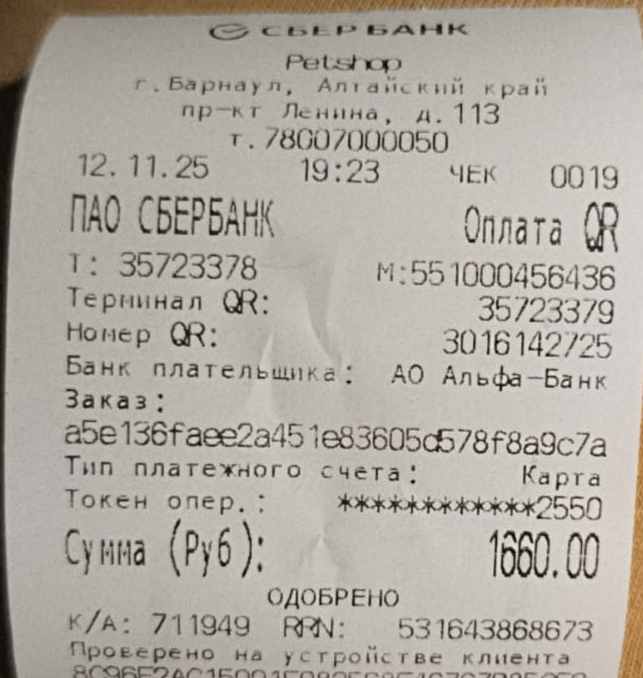 СБЕРБАНК
Petshop
г.Барнаул, Алтайский край
пр-кт Ленина, д.113
т.78007000050
12.11.25 19:23 ЧЕК 0019
ПАО СБЕРБАНК Оплата QR
Т: 35723378 М:551000456436
Терминал QR: 35723379
Номер QR: 3016142725
Банк плательщика: АО Альфа-Банк
Заказ:
a5e136faee2a451e83605d578f8a9c7a
Тип платежного счета: Карта
Токен опер.: ************2550
Сумма (Руб): 1660.00
ОДОБРЕНО
К/А: 711949 RRN: 531643868673
Проверено на устройстве клиента